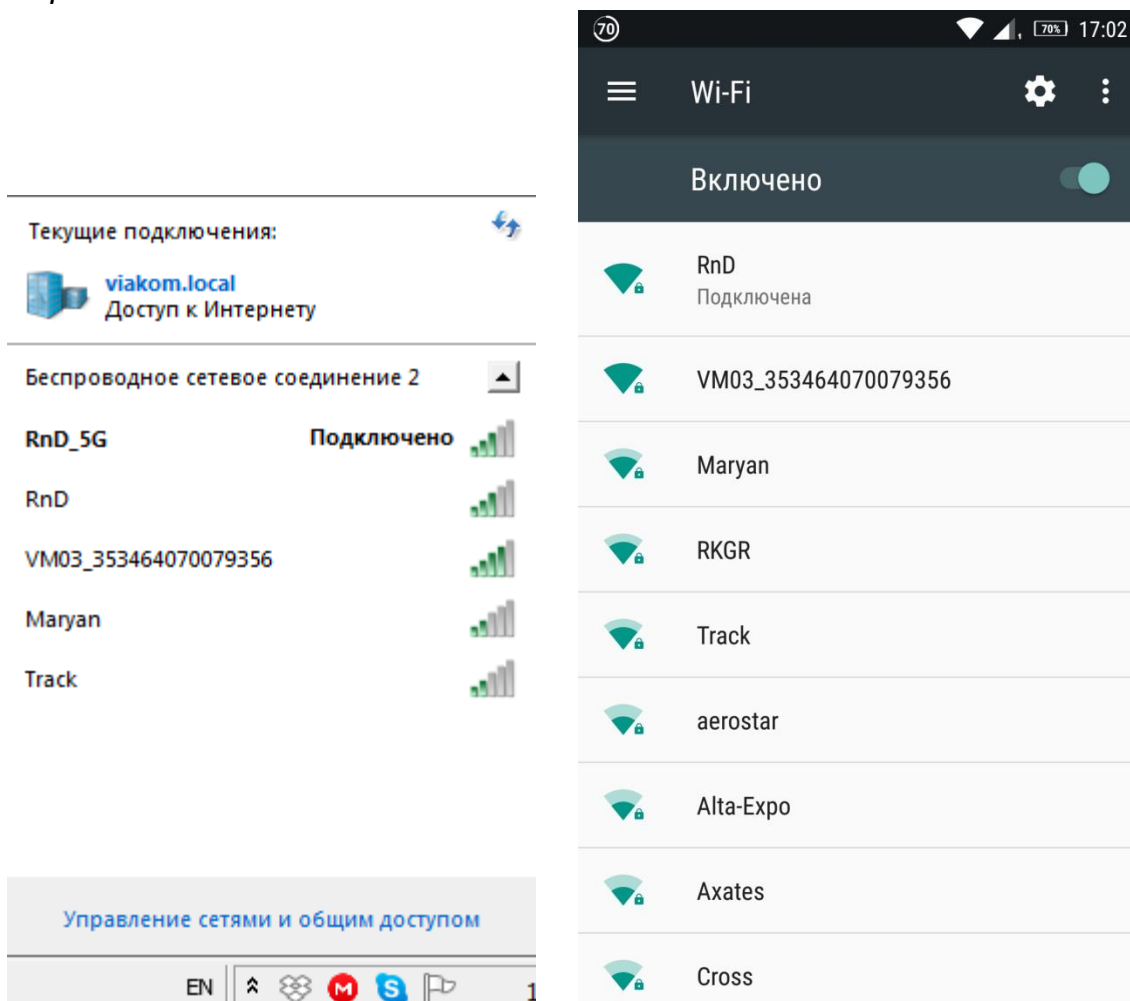 Текущие подключения:
viakom.local
Доступ к Интернету
Беспроводное сетевое соединение 2
RnD_5G Подключено
RnD
VM03_353464070079356
Maryan
Track
Управление сетями и общим доступом
EN
70 70% 17:02
Wi-Fi
Включено
RnD
Подключена
VM03_353464070079356
Maryan
RKGR
Track
aerostar
Alta-Expo
Axates
Cross